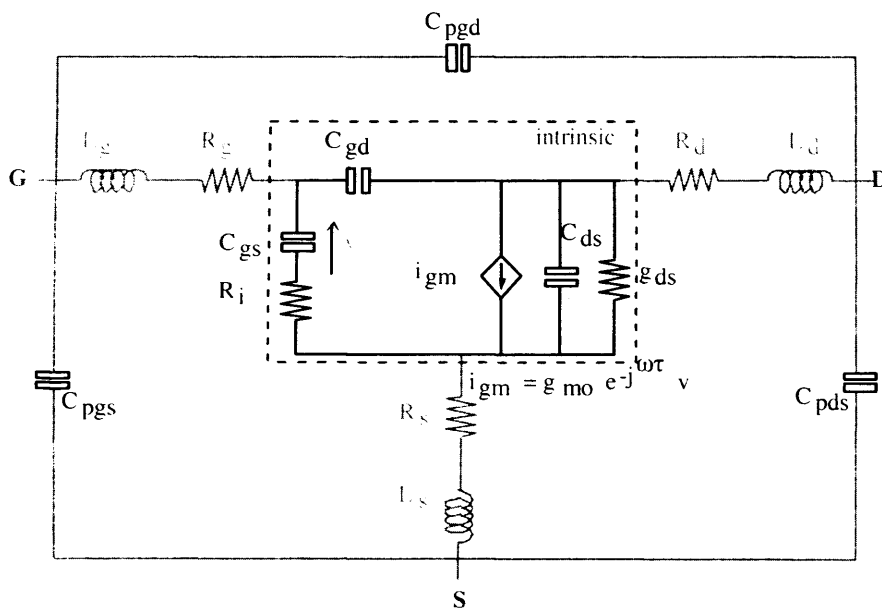 C pgd
L g
R g
C gd
intrinsic
R d
L d
G
D
C gs
v
R i
i gm
C ds
g ds
C pgs
i gm = g mo e -jωτ v
R s
C pds
L s
S